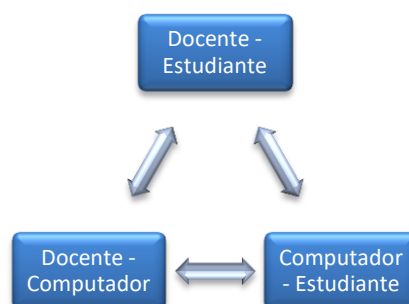 Docente -
Estudiante
Docente -
Computador
Computador
- Estudiante